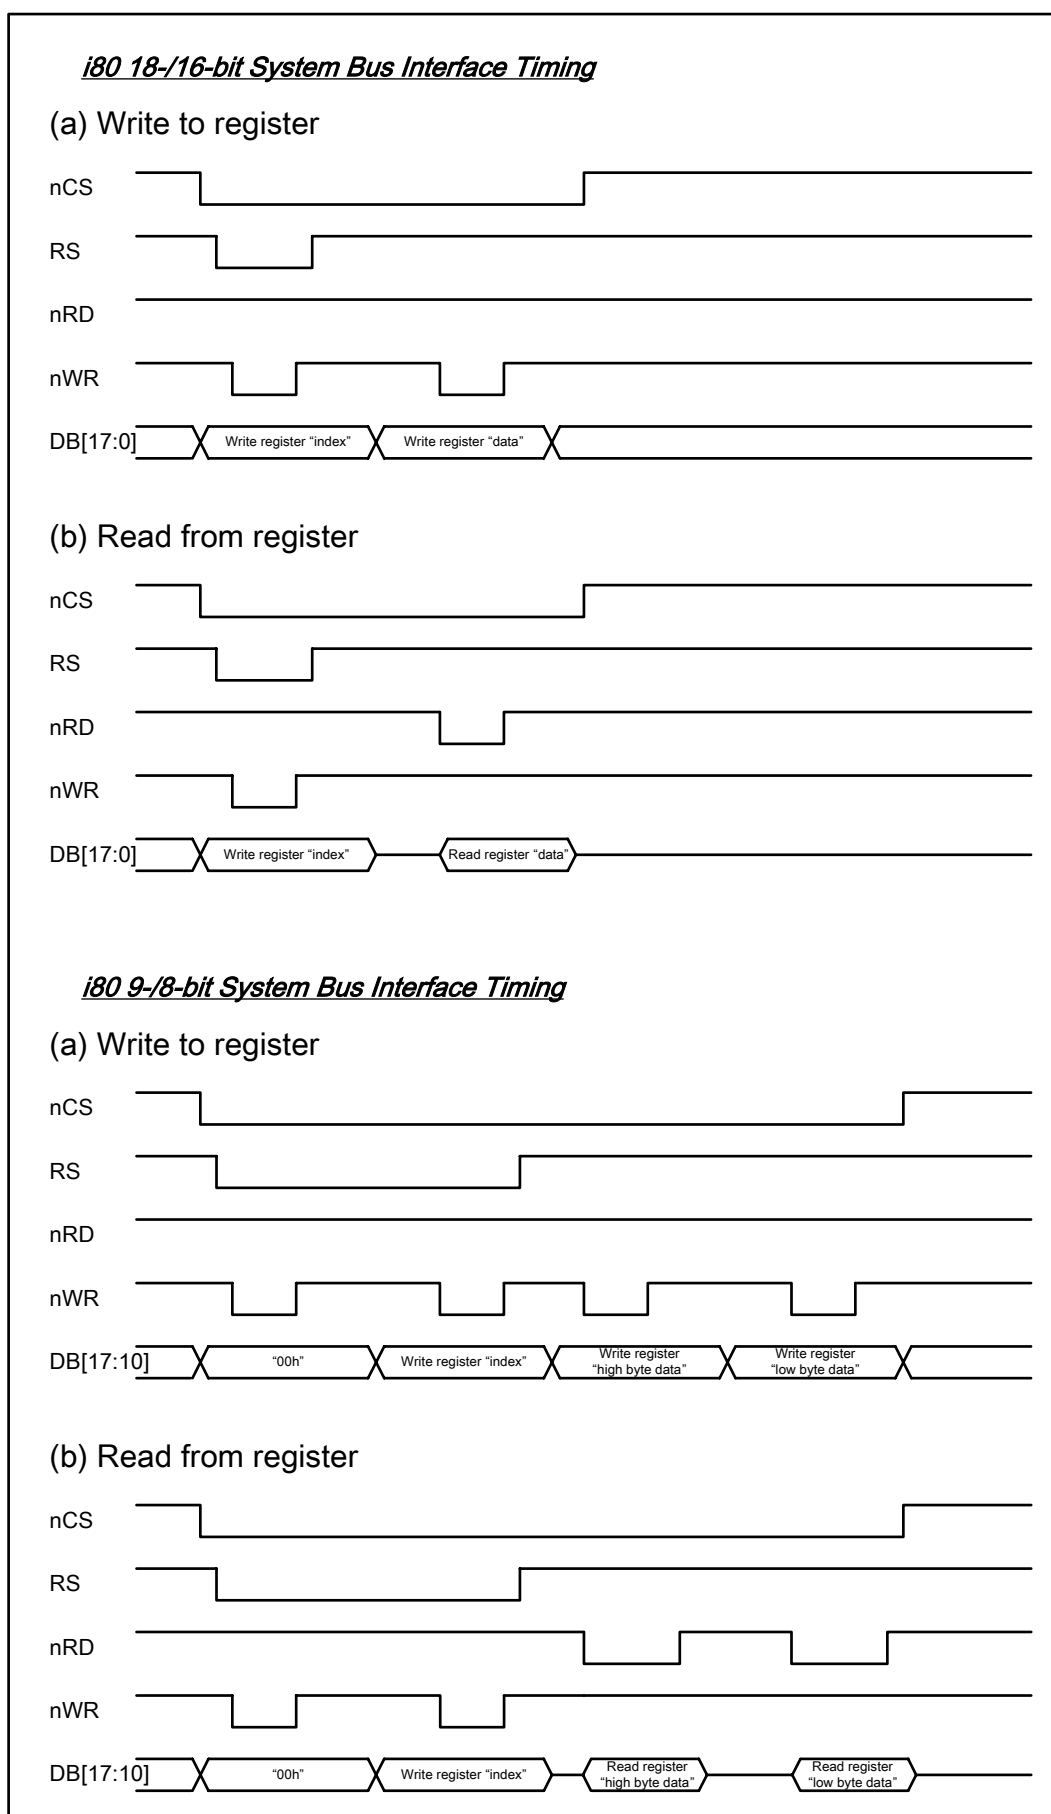 i80 18-/16-bit System Bus Interface Timing
(a) Write to register
nCS
RS
nRD
nWR
DB[17:0]
Write register “index”
Write register “data”
(b) Read from register
nCS
RS
nRD
nWR
DB[17:0]
Write register “index”
Read register “data”
i80 9-/8-bit System Bus Interface Timing
(a) Write to register
nCS
RS
nRD
nWR
DB[17:10]
“00h”
Write register “index”
Write register
“high byte data”
Write register
“low byte data”
(b) Read from register
nCS
RS
nRD
nWR
DB[17:10]
“00h”
Write register “index”
Read register
“high byte data”
Read register
“low byte data”